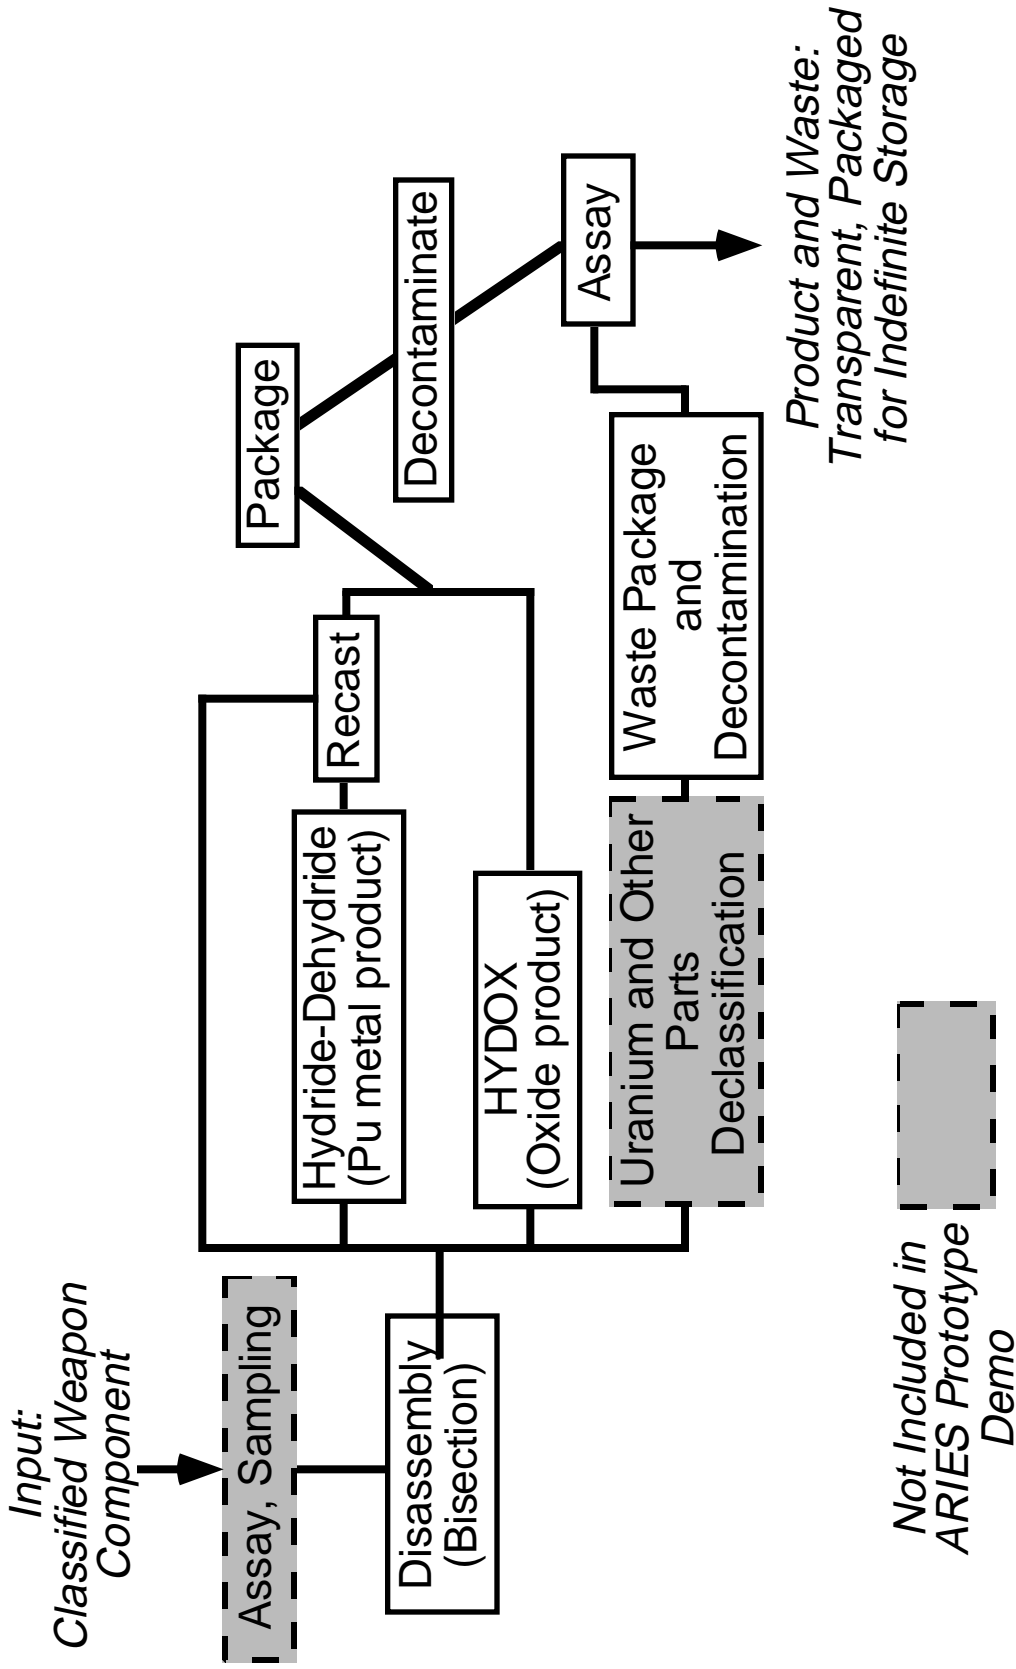 Input:
Classified Weapon
Component
Assay, Sampling
Disassembly
(Bisection)
Hydride-Dehydride
(Pu metal product)
Recast
HYDOX
(Oxide product)
Uranium and Other
Parts
Declassification
Package
Decontaminate
Assay
Waste Package
and
Decontamination
Product and Waste:
Transparent, Packaged
for Indefinite Storage
Not Included in
ARIES Prototype
Demo